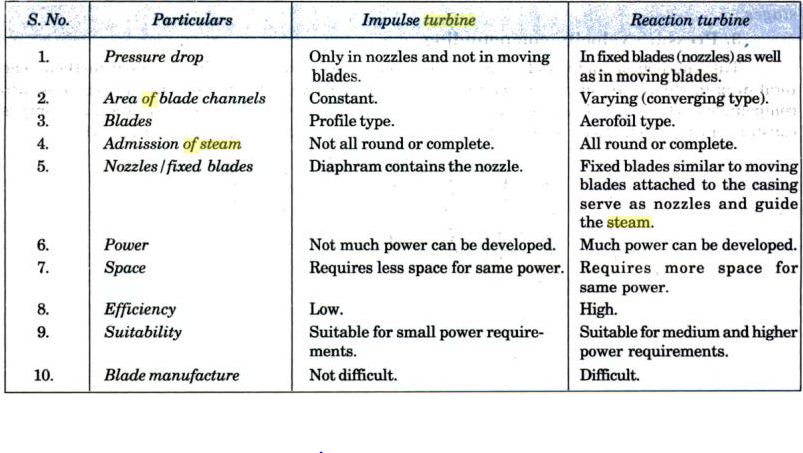 S. No. Particulars Impulse turbine Reaction turbine
1. Pressure drop Only in nozzles and not in moving In fixed blades (nozzles) as well
blades. as in moving blades.
2. Area of blade channels Constant. Varying (converging type).
3. Blades Profile type. Aerofoil type.
4. Admission of steam Not all round or complete. All round or complete.
5. Nozzles / fixed blades Diaphram contains the nozzle. Fixed blades similar to moving
blades attached to the casing
serve as nozzles and guide
the steam.
6. Power Not much power can be developed. Much power can be developed.
7. Space Requires less space for same power. Requires more space for
same power.
8. Efficiency Low. High.
9. Suitability Suitable for small power require- Suitable for medium and higher
ments. power requirements.
10. Blade manufacture Not difficult. Difficult.